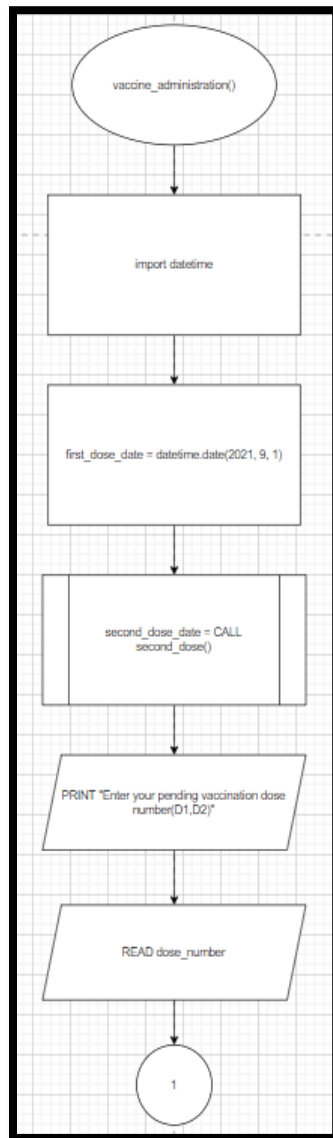 vaccine_administration()
import datetime
first_dose_date = datetime.date(2021, 9, 1)
second_dose_date = CALL
second_dose()
PRINT "Enter your pending vaccination dose
number(D1,D2)"
READ dose_number
1